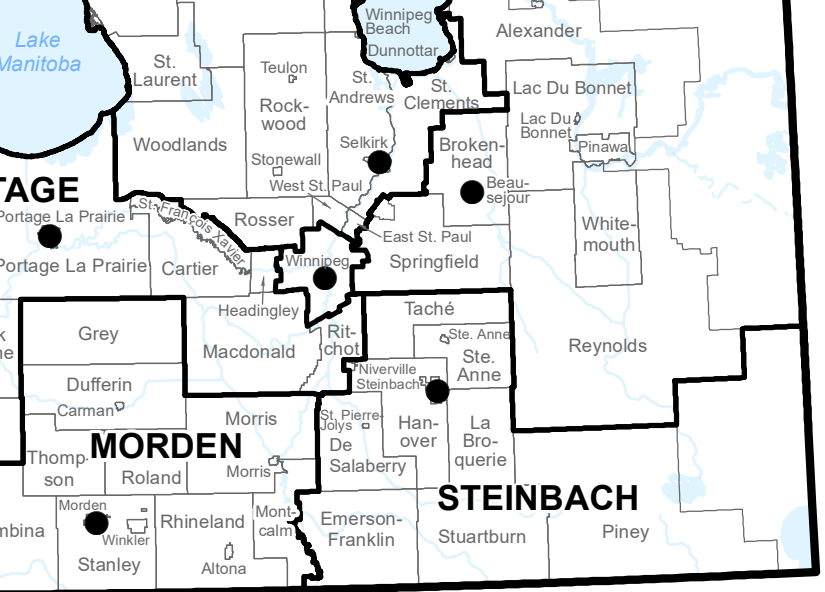 Winnipeg
Beach
Dunnottar
Alexander
Lake
Manitoba
St.
Laurent
Teulon
Rock-
wood
St.
Andrews
St.
Clements
Lac Du Bonnet
Lac Du
Bonnet
Pinawa
Woodlands
Selkirk
Stonewall
Broken-
head
Beau-
sejour
West St. Paul
TAGE
Portage La Prairie
St. François Xavier
Rosser
White-
mouth
East St. Paul
Portage La Prairie
Cartier
Winnipeg
Springfield
Headingley
Taché
Grey
Macdonald
Rit-
chot
Ste. Anne
Ste.
Anne
Reynolds
k
ne
Niverville
Steinbach
Dufferin
Carman
Morris
St. Pierre-
Jolys
De
Salaberry
Han-
over
La
Bro-
querie
MORDEN
Thomp-
son
Roland
Morris
STEINBACH
Morden
Winkler
Rhineland
Mont-
calm
Emerson-
Franklin
mbina
Stanley
Altona
Stuartburn
Piney